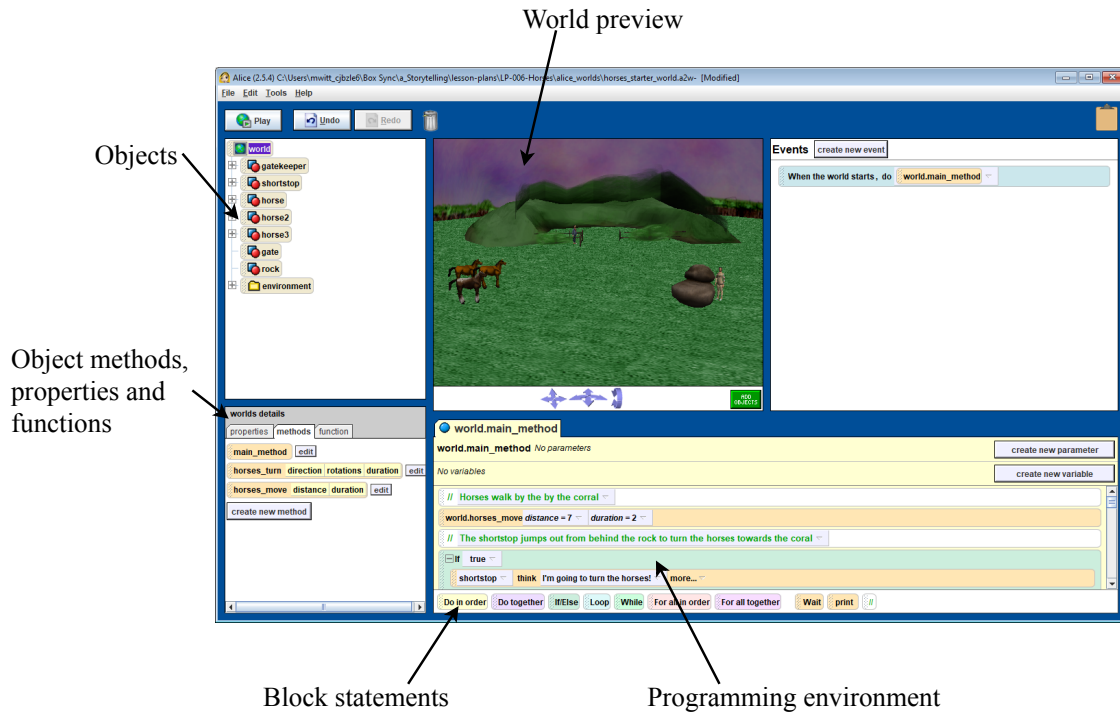 World preview
Alice (2.5.4) C:\Users\mwitt_cjbzle6\Box Sync\a_Storytelling\lesson-plans\LP-006-Horses\alice_worlds\horses_starter_world.a2w- [Modified]
File Edit Tools Help
Play Undo Redo
Objects
world
gatekeeper
shortstop
horse
horse2
horse3
gate
rock
environment
Events create new event
When the world starts, do world.main_method
ADD
OBJECTS
Object methods,
properties and
functions
worlds details
properties methods function
main_method edit
horses_turn direction rotations duration edit
horses_move distance duration edit
create new method
world.main_method
world.main_method No parameters create new parameter
No variables create new variable
// Horses walk by the by the corral
world.horses_move distance = 7 duration = 2
// The shortstop jumps out from behind the rock to turn the horses towards the coral
If true
shortstop think I'm going to turn the horses! more...
Do in order Do together If/Else Loop While For all in order For all together Wait print //
Block statements
Programming environment